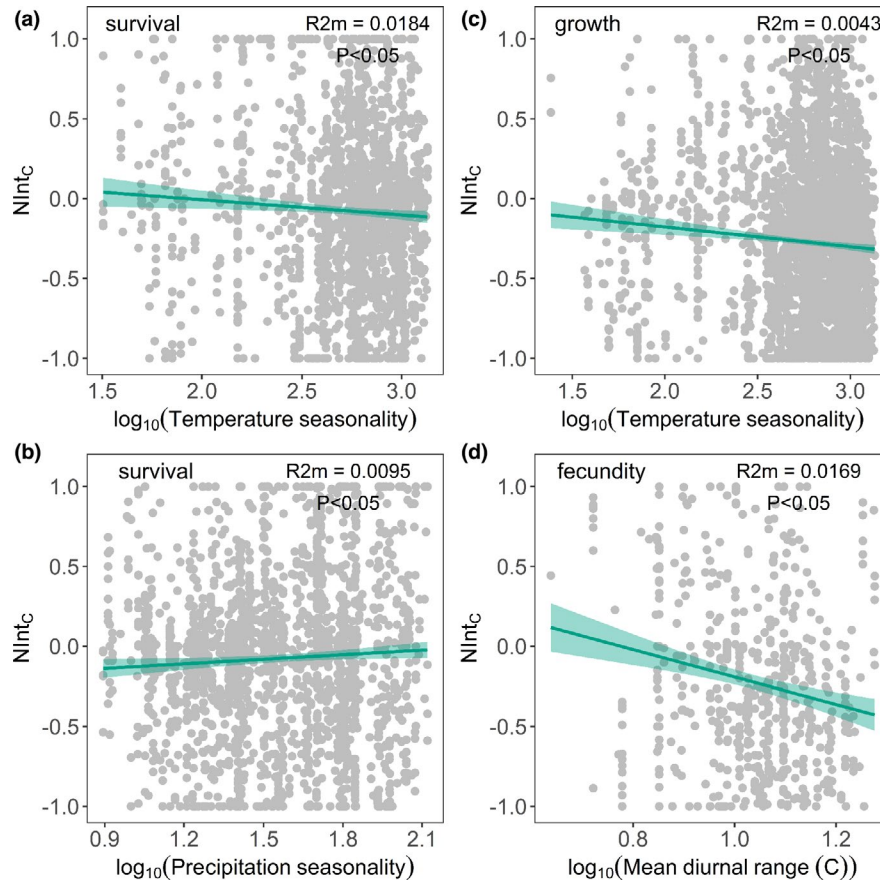 (a)
survival
R2m = 0.0184
P<0.05
1.0
0.5
0.0
-0.5
-1.0
NIntC
1.5 2.0 2.5 3.0
log10(Temperature seasonality)
(c)
growth
R2m = 0.0043
P<0.05
1.0
0.5
0.0
-0.5
-1.0
NIntC
1.5 2.0 2.5 3.0
log10(Temperature seasonality)
(b)
survival
R2m = 0.0095
P<0.05
1.0
0.5
0.0
-0.5
-1.0
NIntC
0.9 1.2 1.5 1.8 2.1
log10(Precipitation seasonality)
(d)
fecundity
R2m = 0.0169
P<0.05
1.0
0.5
0.0
-0.5
-1.0
NIntC
0.8 1.0 1.2
log10(Mean diurnal range (C))